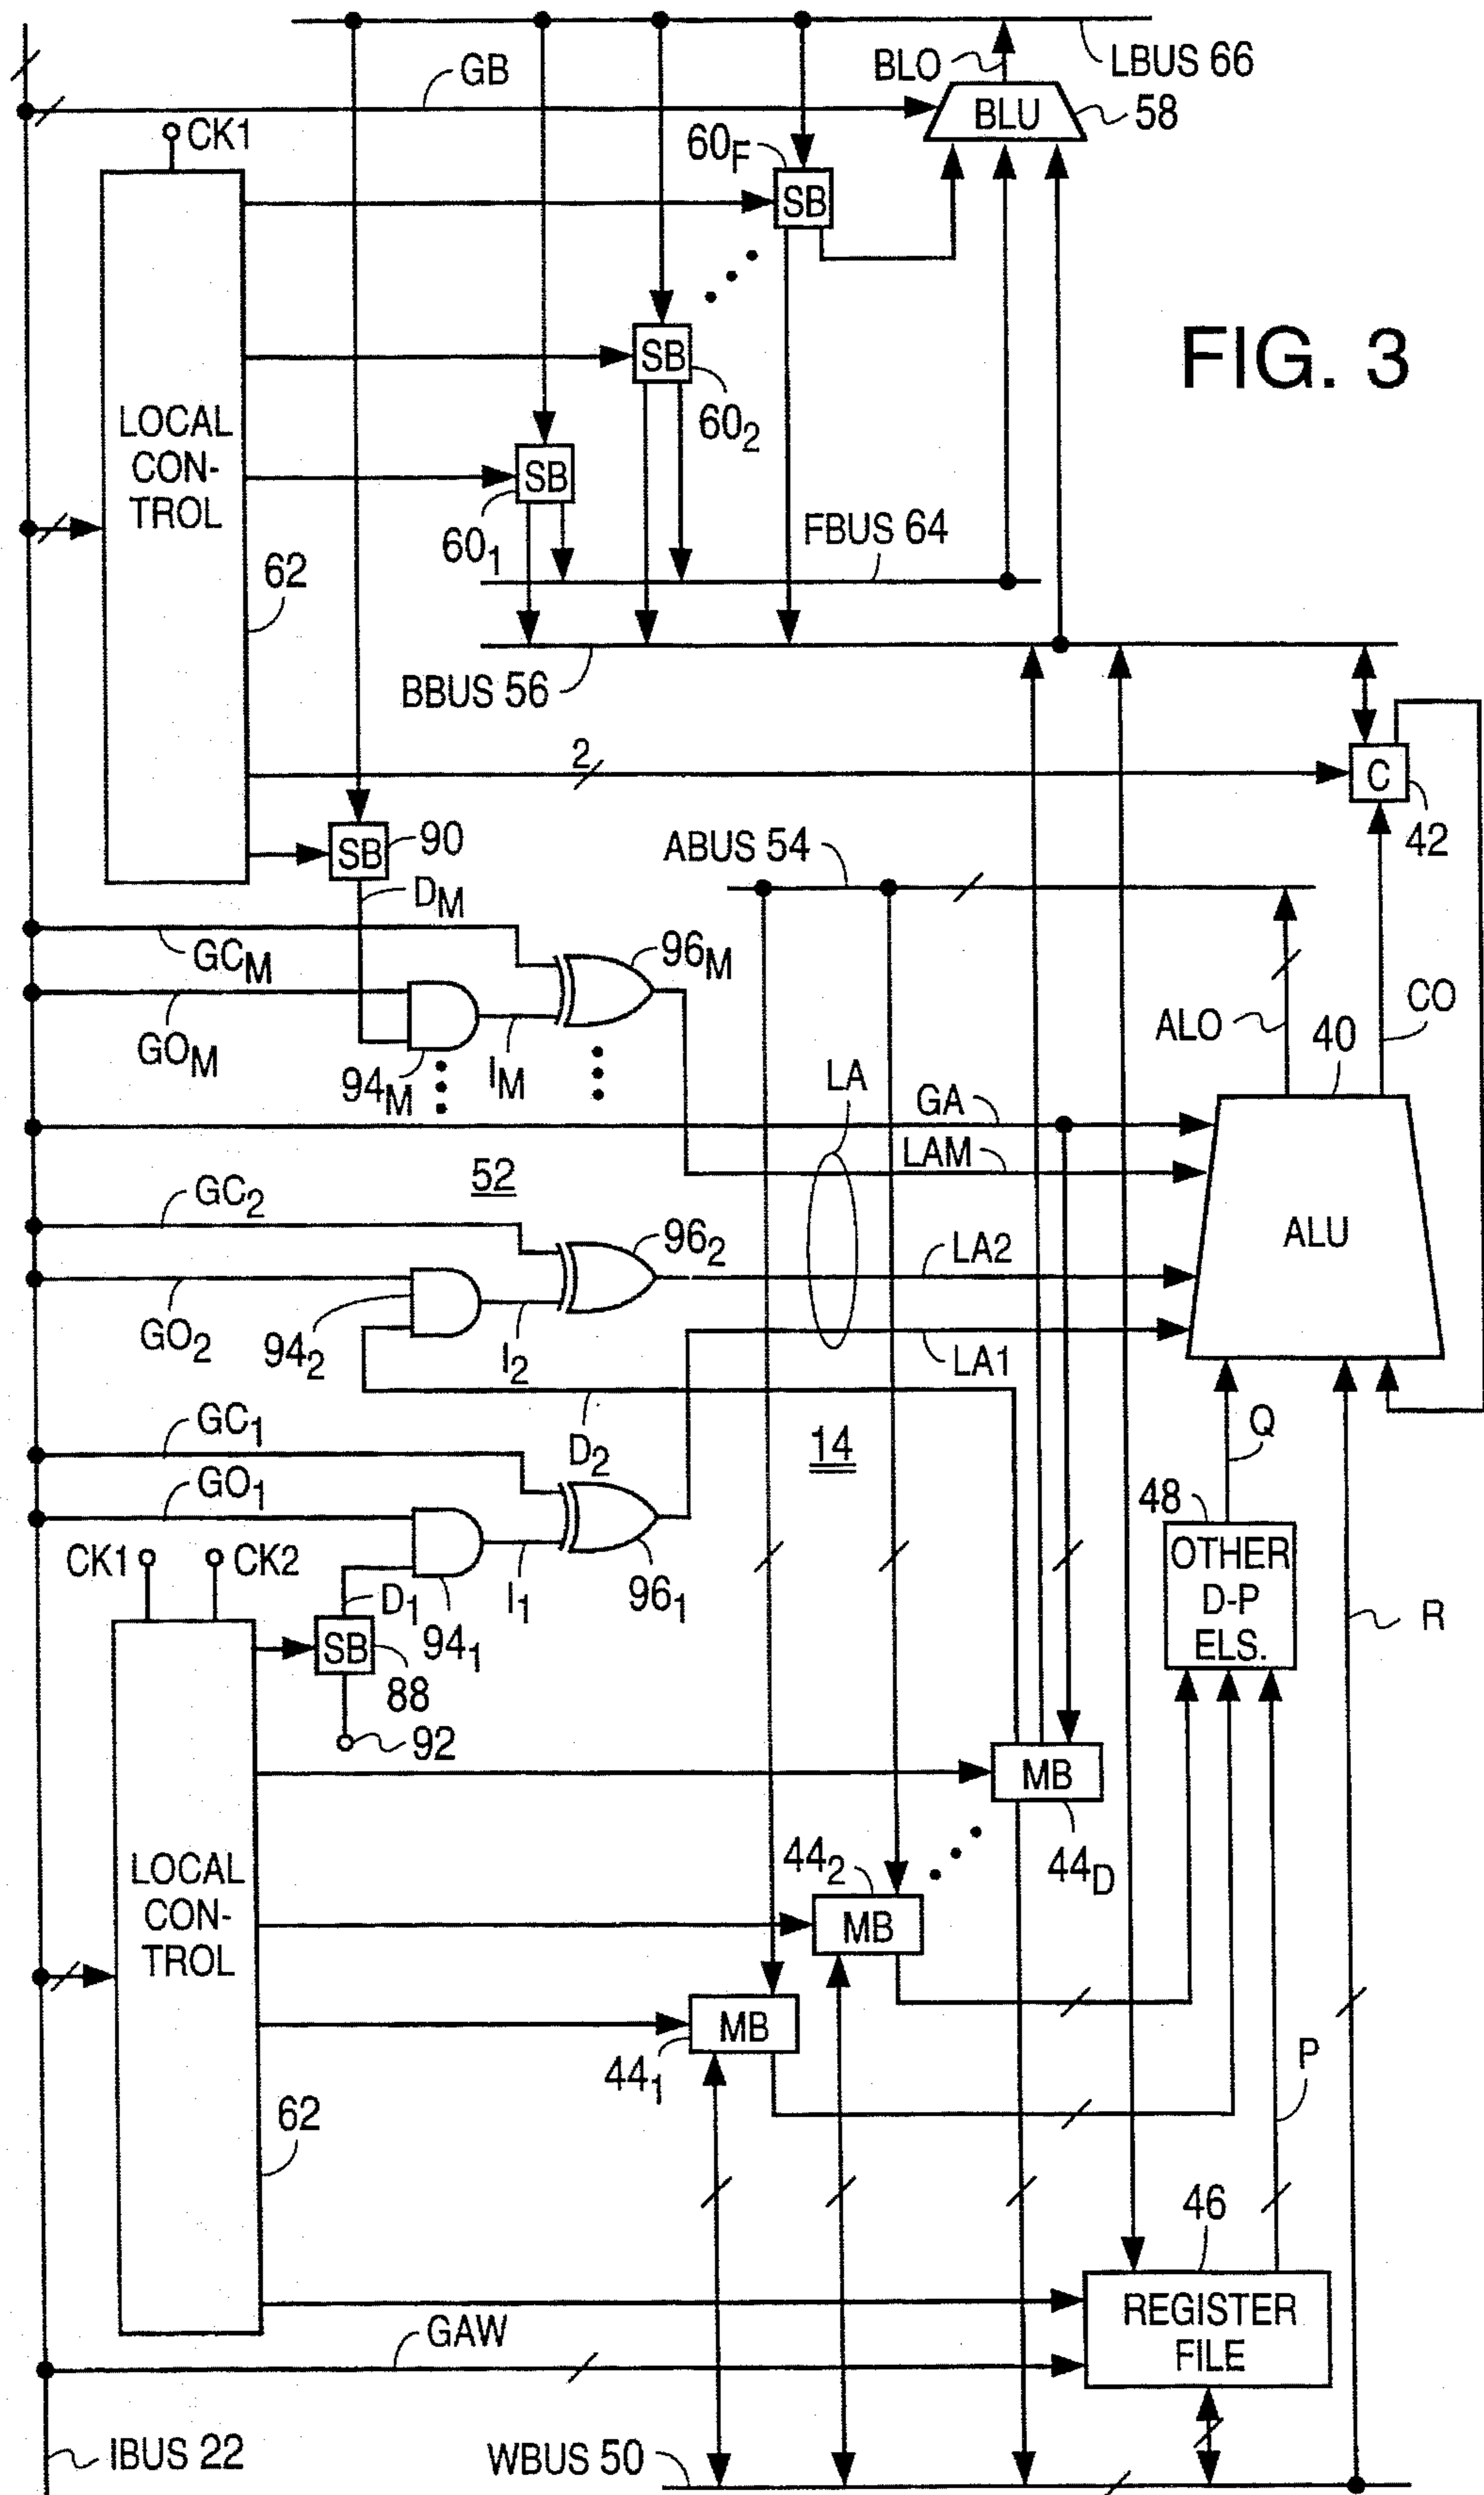 BLO
LBUS 66
GB
BLU
58
CK1
60F
SB
FIG. 3
SB
602
LOCAL
CON-
TROL
SB
601
FBUS 64
62
BBUS 56
2
C
42
SB
90
ABUS 54
DM
GCM
96M
GOM
94M
IM
ALO
40
CO
LA
GA
LAM
52
GC2
962
ALU
LA2
GO2
942
I2
LA1
GC1
D2
14
Q
GO1
48
CK1
CK2
OTHER
D-P
ELS.
D1
941
I1
961
R
SB
88
92
MB
LOCAL
CON-
TROL
442
44D
MB
MB
441
P
62
46
REGISTER
FILE
GAW
IBUS 22
WBUS 50